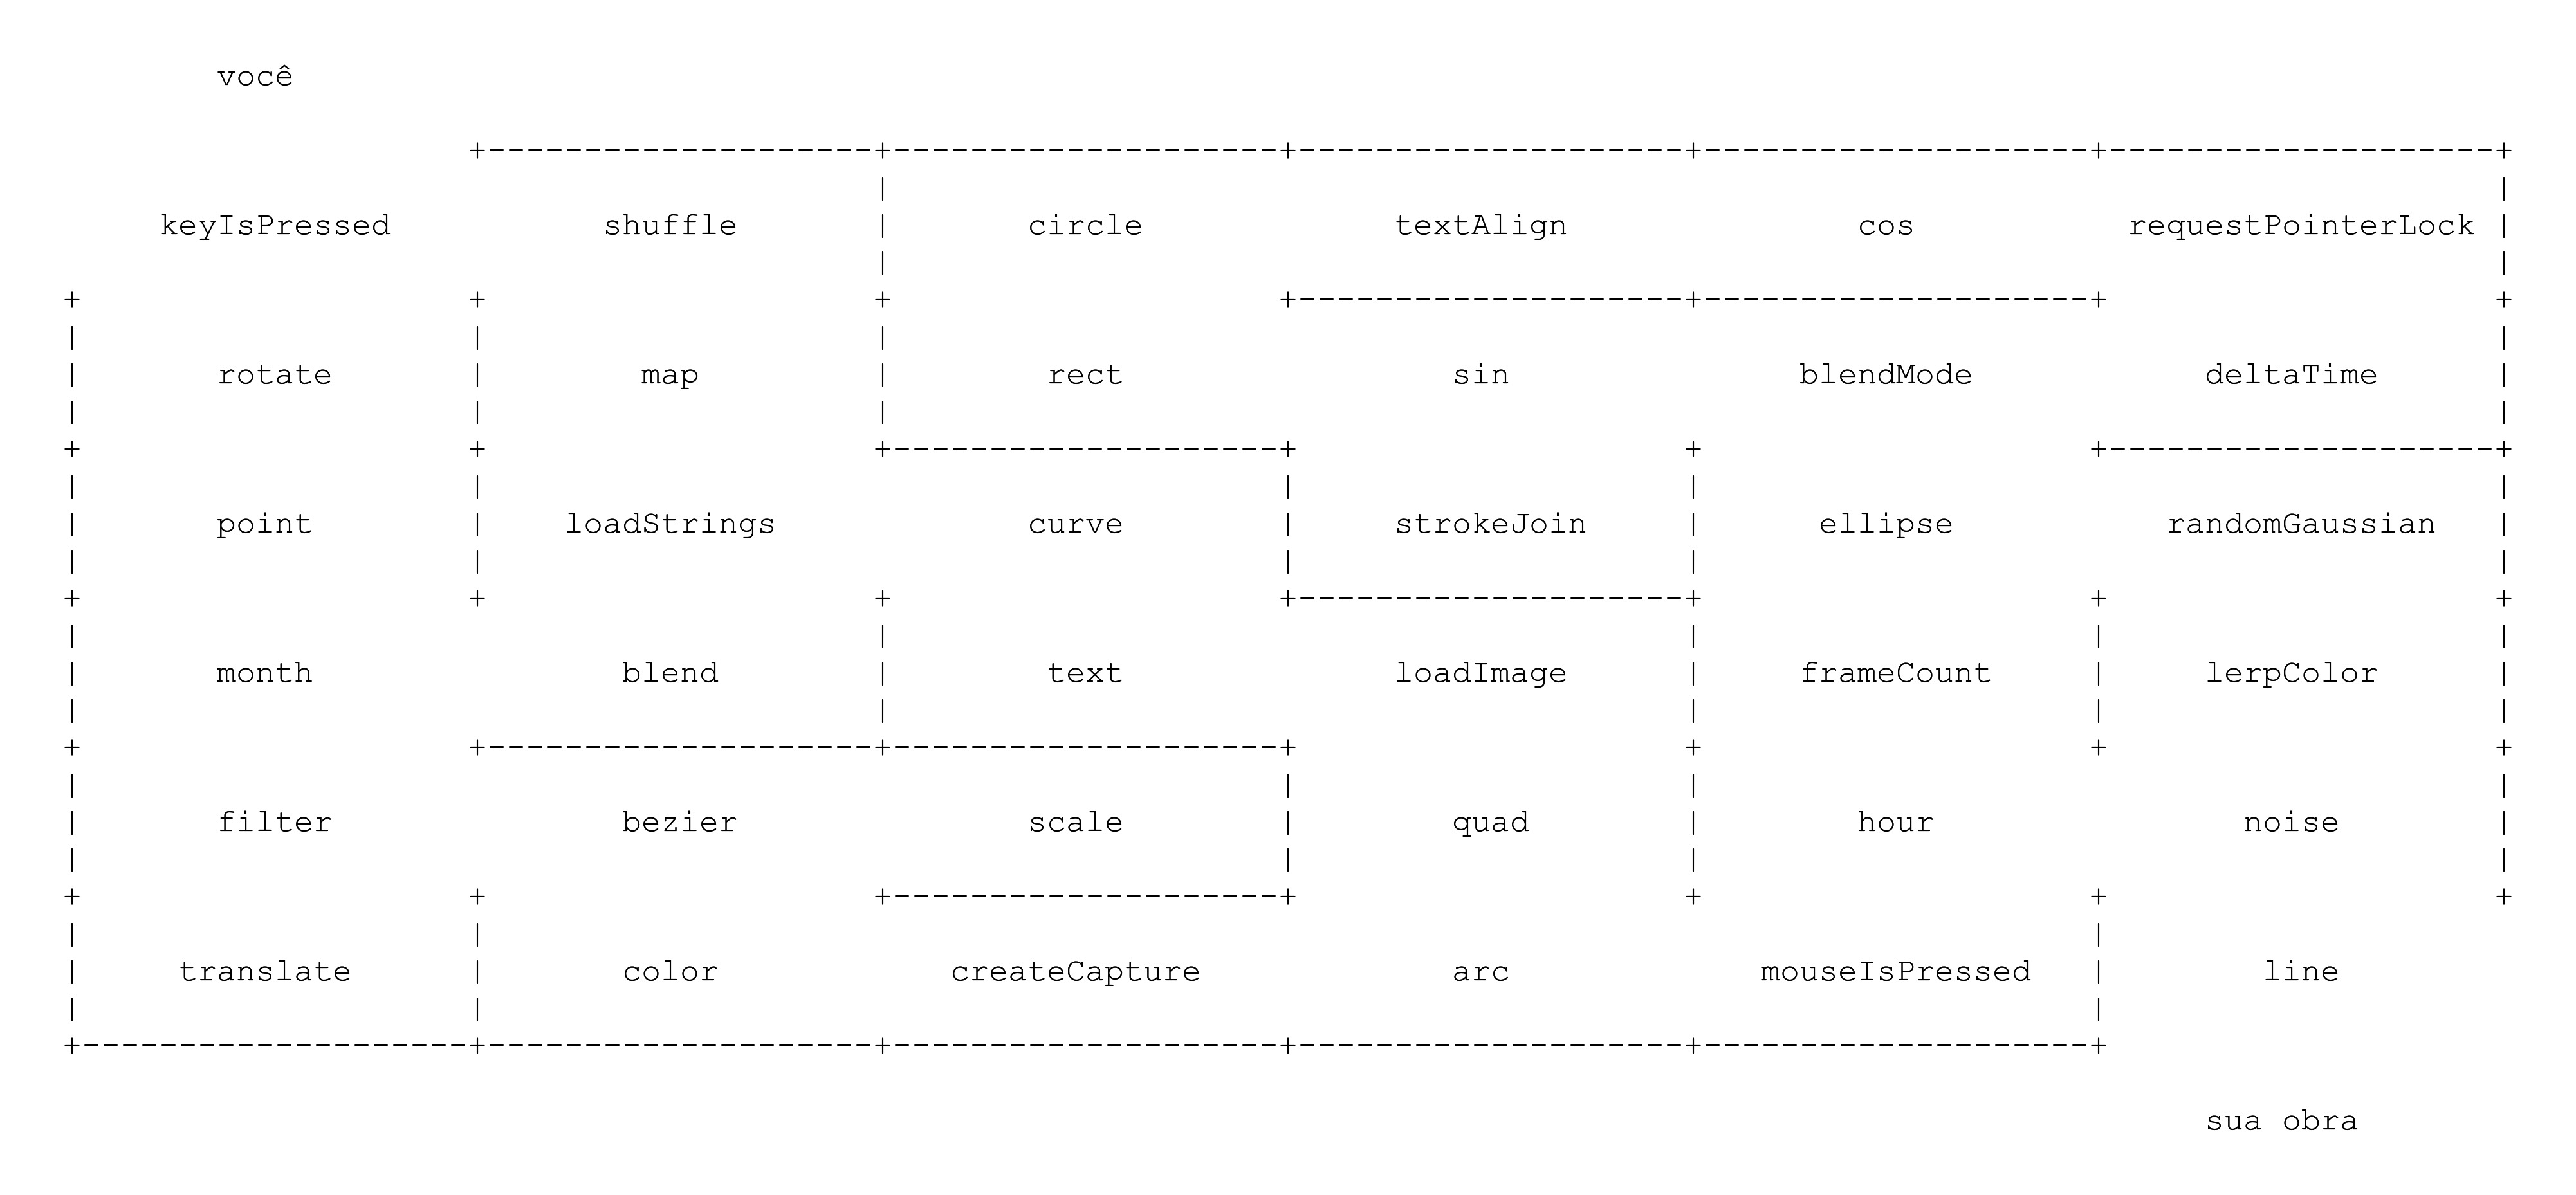 você
keyIsPressed shuffle circle textAlign cos requestPointerLock
rotate map rect sin blendMode deltaTime
point loadStrings curve strokeJoin ellipse randomGaussian
month blend text loadImage frameCount lerpColor
filter bezier scale quad hour noise
translate color createCapture arc mouseIsPressed line
sua obra